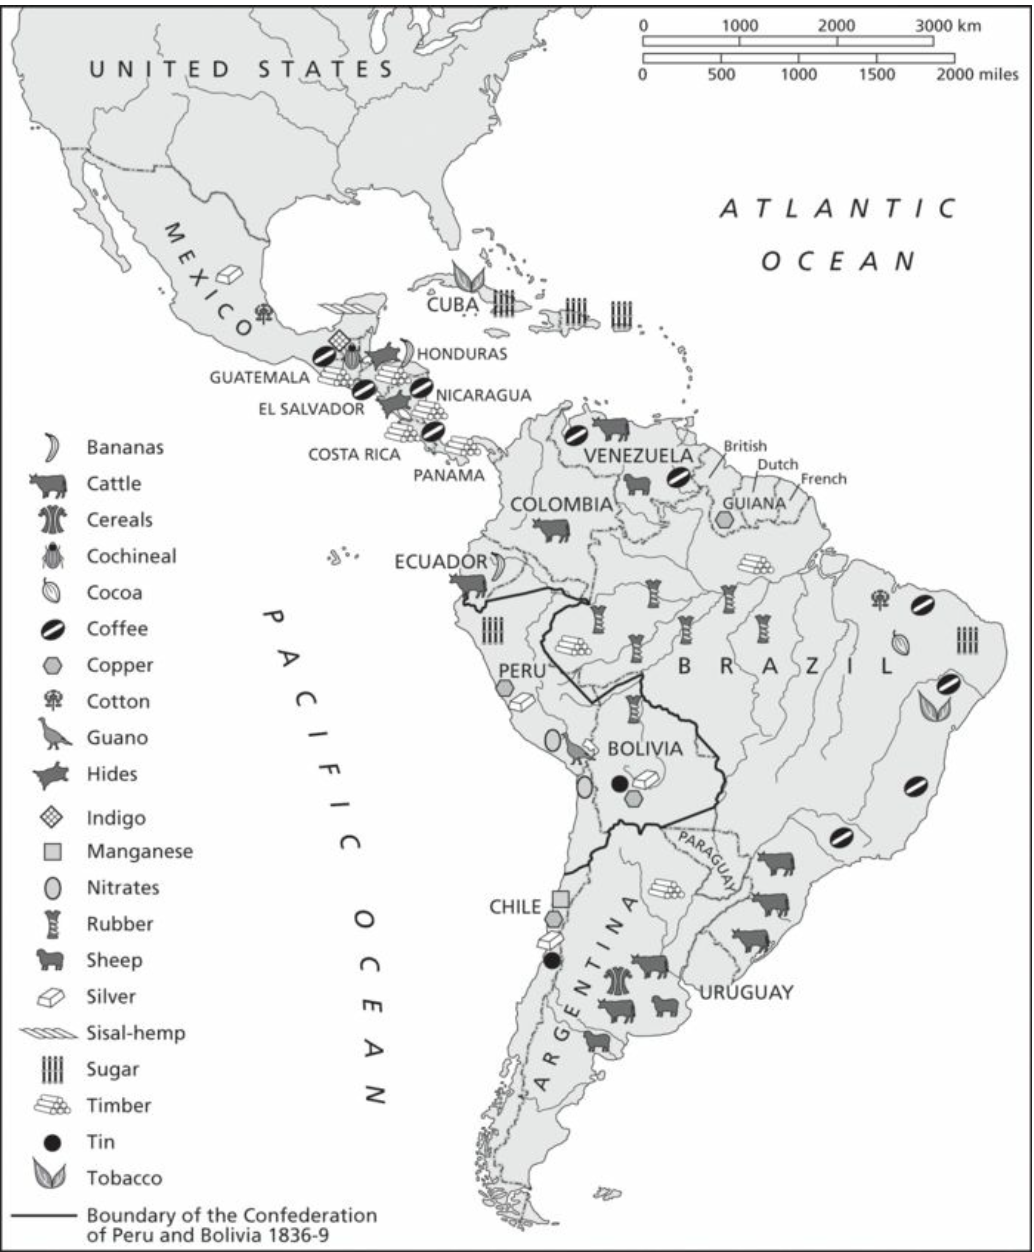 0 1000 2000 3000 km
0 500 1000 1500 2000 miles
UNITED STATES
ATLANTIC
OCEAN
MEXICO
CUBA
HONDURAS
GUATEMALA
NICARAGUA
EL SALVADOR
COSTA RICA
PANAMA
VENEZUELA
British
Dutch
French
GUIANA
COLOMBIA
ECUADOR
PERU
BRAZIL
BOLIVIA
PARAGUAY
CHILE
ARGENTINA
URUGUAY
PACIFIC OCEAN
Bananas
Cattle
Cereals
Cochineal
Cocoa
Coffee
Copper
Cotton
Guano
Hides
Indigo
Manganese
Nitrates
Rubber
Sheep
Silver
Sisal-hemp
Sugar
Timber
Tin
Tobacco
Boundary of the Confederation
of Peru and Bolivia 1836-9